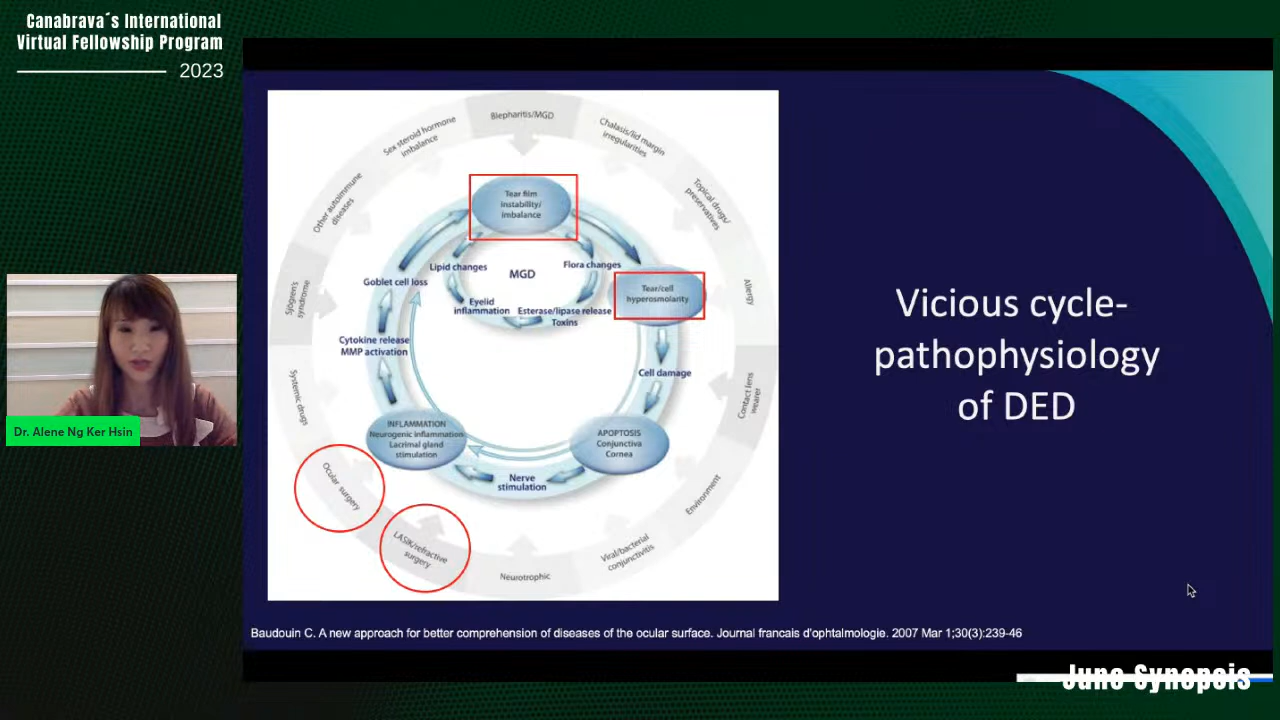 Canabrava´s International
Virtual Fellowship Program
2023
Blepharitis/MGD
Chalasis/lid margin
irregularities
Topical drugs/
preservatives
Allergy
Contact lens
wearer
Environment
Viral/bacterial
conjunctivitis
Neurotrophic
LASIK/refractive
surgery
Ocular surgery
Systemic drugs
Sjögren's
syndrome
Other autoimmune
diseases
Sex steroid hormone
imbalance
Tear film
instability/
imbalance
Lipid changes
MGD
Flora changes
Goblet cell loss
Tear/cell
hyperosmolarity
Eyelid
inflammation
Esterase/lipase release
Toxins
Cytokine release
MMP activation
Cell damage
INFLAMMATION
Neurogenic inflammation
Lacrimal gland
stimulation
APOPTOSIS
Conjunctiva
Cornea
Nerve
stimulation
Vicious cycle-
pathophysiology
of DED
Dr. Alene Ng Ker Hsin
Baudouin C. A new approach for better comprehension of diseases of the ocular surface. Journal francais d'ophtalmologie. 2007 Mar 1;30(3):239-46
June Synopsis